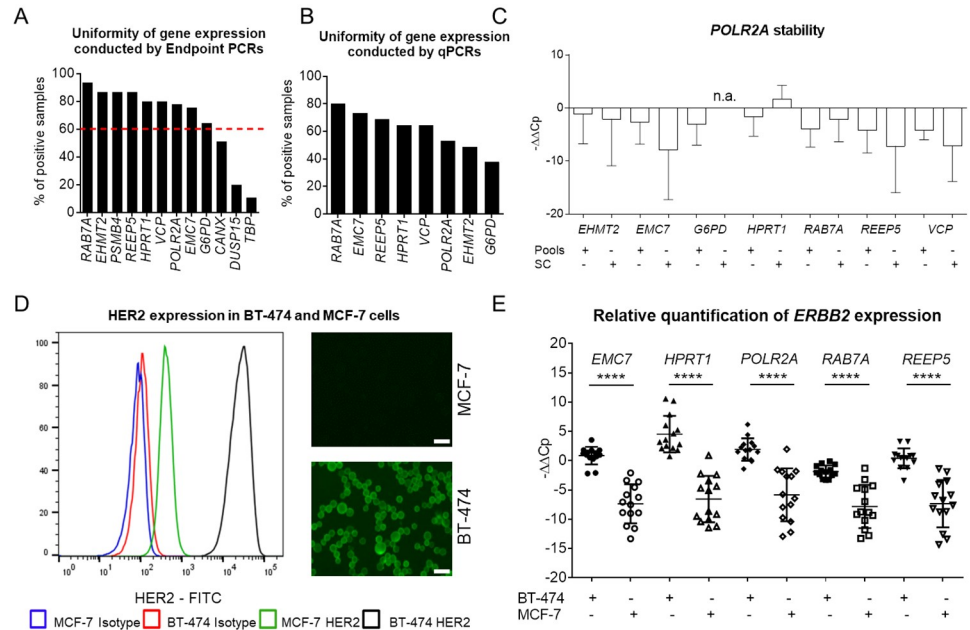 A
Uniformity of gene expression
conducted by Endpoint PCRs
% of positive samples
100
80
60
40
20
0
RAB7A
EHMT2
PSMB4
REEP5
HPRT1
VCP
POLR2A
EMC7
G6PD
CANX
DUSP15
TBP
B
Uniformity of gene expression
conducted by qPCRs
% of positive samples
100
80
60
40
20
0
RAB7A
EMC7
REEP5
HPRT1
VCP
POLR2A
EHMT2
G6PD
C
POLR2A stability
-ΔΔCp
10
0
-10
-20
n.a.
EHMT2 EMC7 G6PD HPRT1 RAB7A REEP5 VCP
Pools + - + - + - + - + - + - + -
SC - + - + - + - + - + - + - +
D
HER2 expression in BT-474 and MCF-7 cells
100
80
60
40
20
0
10^0 10^1 10^2 10^3 10^4 10^5
HER2 - FITC
MCF-7
BT-474
MCF-7 Isotype BT-474 Isotype MCF-7 HER2 BT-474 HER2
E
Relative quantification of ERBB2 expression
-ΔΔCp
20
15
10
5
0
-5
-10
-15
-20
EMC7 HPRT1 POLR2A RAB7A REEP5
**** **** **** **** ****
BT-474 + - + - + - + - + -
MCF-7 - + - + - + - + - +